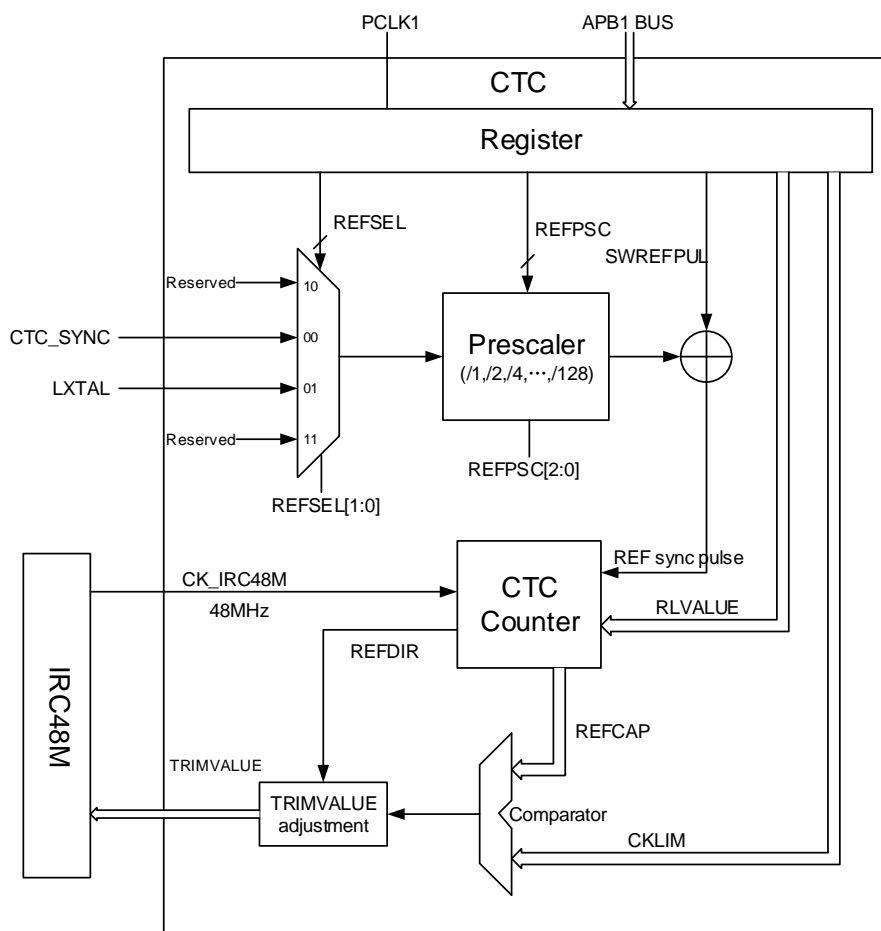 PCLK1
APB1 BUS
CTC
Register
REFSEL
REFPSC
SWREFPUL
Reserved
10
CTC_SYNC
00
Prescaler
(/1,/2,/4,⋯,/128)
LXTAL
01
Reserved
11
REFSEL[1:0]
REFPSC[2:0]
REF sync pulse
CK_IRC48M
48MHz
CTC
Counter
RLVALUE
REFDIR
IRC48M
REFCAP
TRIMVALUE
TRIMVALUE
adjustment
Comparator
CKLIM